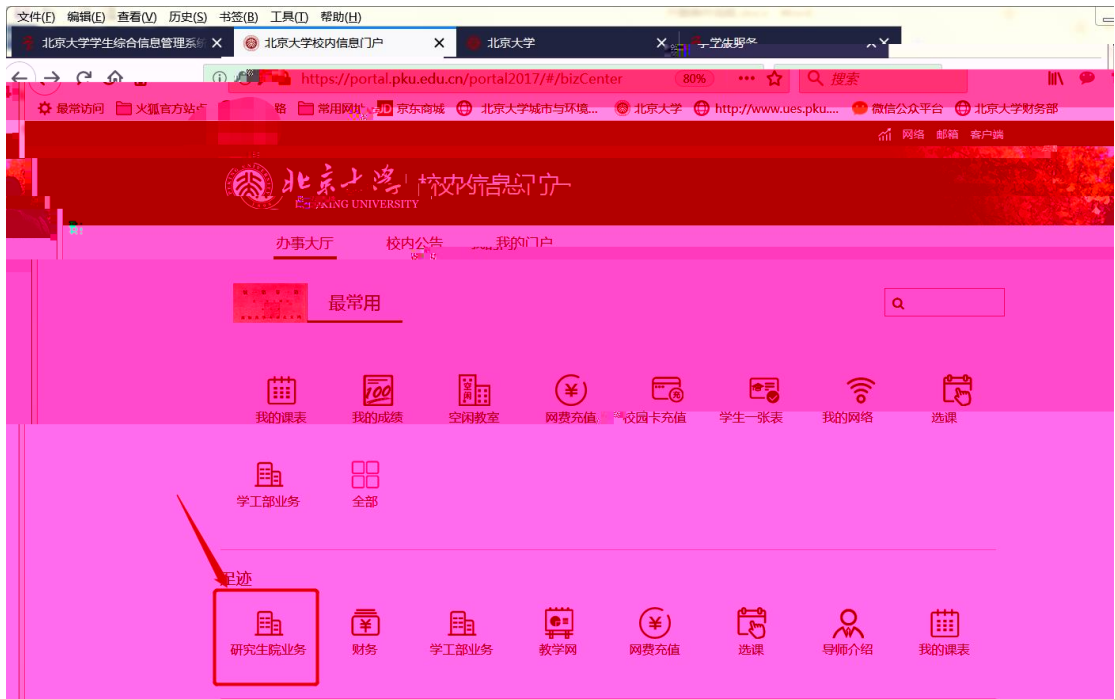 文件(F) 编辑(E) 查看(V) 历史(S) 书签(B) 工具(T) 帮助(H)
北京大学学生综合信息管理系统 北京大学校内信息门户 北京大学
https://portal.pku.edu.cn/portal2017/#/bizCenter 80% 搜索
最常访问 火狐官方站点 常用网址 JD 京东商城 北京大学城市与环境... 北京大学 http://www.ues.pku.... 微信公众平台 北京大学财务部
网络 邮箱 客户端
北京大学 校内信息门户
PEKING UNIVERSITY
办事大厅 校内公告 我的门户
最常用
我的课表 我的成绩 空闲教室 网费充值 校园卡充值 学生一张表 我的网络 选课
学工部业务 全部
足迹
研究生院业务 财务 学工部业务 教学网 网费充值 选课 导师介绍 我的课表